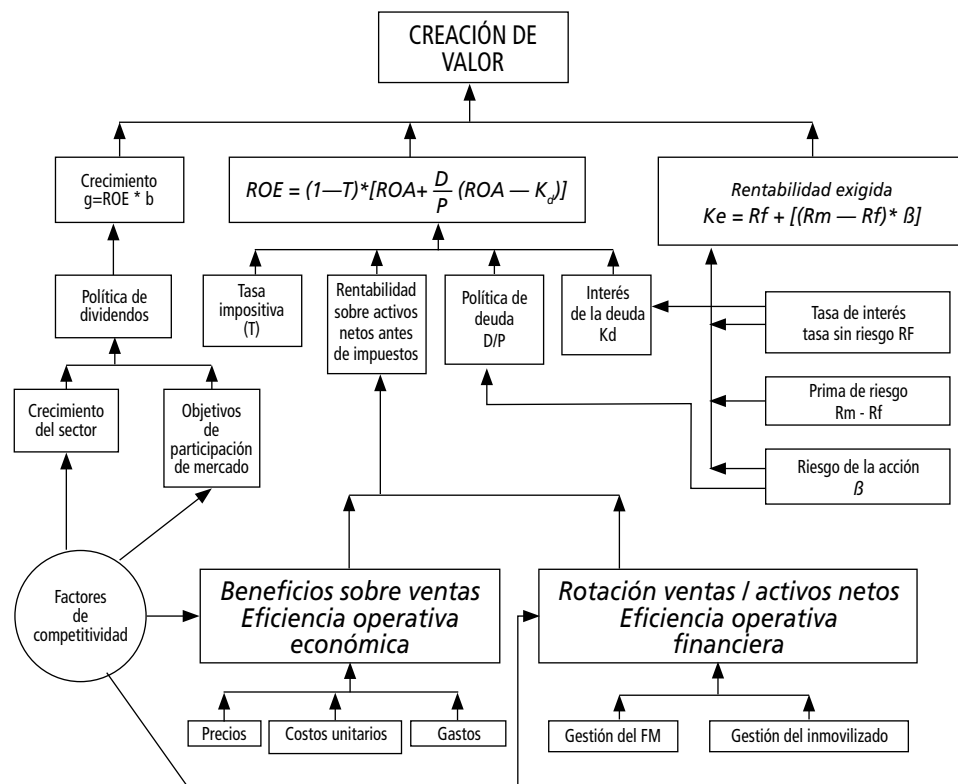 CREACIÓN DE
VALOR
Crecimiento
g=ROE * b
ROE = (1—T)*[ROA+ D/P (ROA — Kd)]
Rentabilidad exigida
Ke = Rf + [(Rm — Rf)* ß]
Política de
dividendos
Tasa
impositiva
(T)
Rentabilidad
sobre activos
netos antes
de impuestos
Política de
deuda
D/P
Interés
de la deuda
Kd
Tasa de interés
tasa sin riesgo RF
Crecimiento
del sector
Objetivos
de
participación
de mercado
Prima de riesgo
Rm - Rf
Riesgo de la acción
ß
Factores
de
competitividad
Beneficios sobre ventas
Eficiencia operativa
económica
Rotación ventas / activos netos
Eficiencia operativa
financiera
Precios
Costos unitarios
Gastos
Gestión del FM
Gestión del inmovilizado